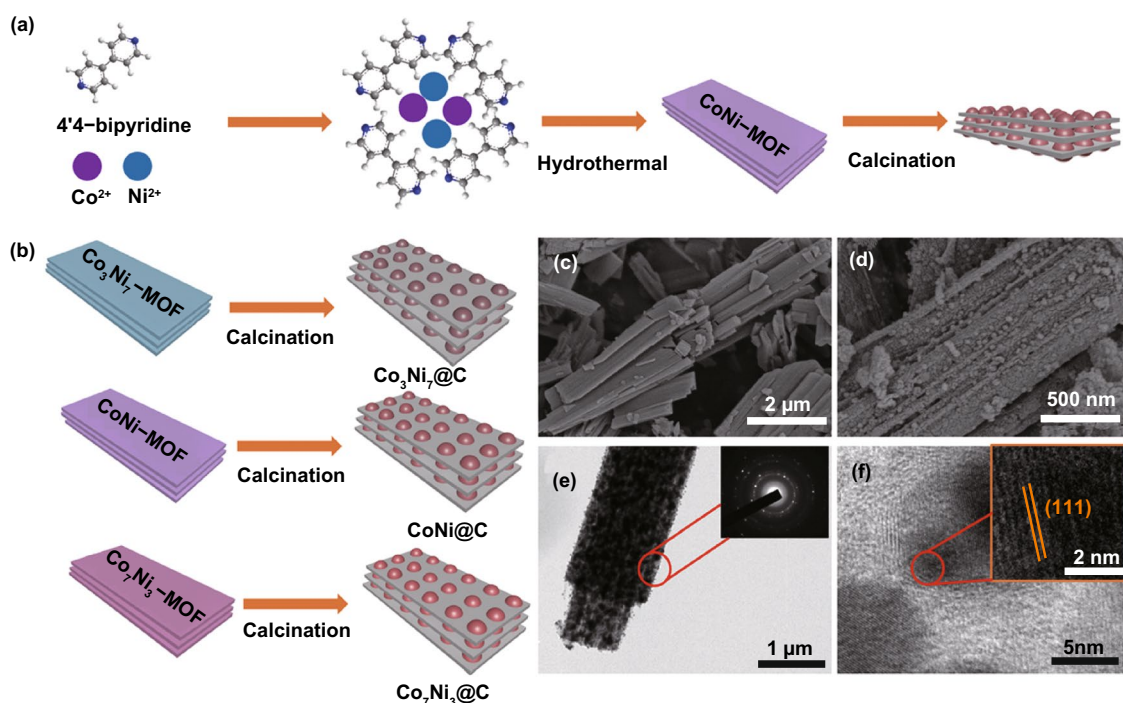 (a)
4'4−bipyridine
Co²⁺ Ni²⁺
Hydrothermal
CoNi−MOF
Calcination
(b)
Co₃Ni₇−MOF
Calcination
Co₃Ni₇@C
CoNi−MOF
Calcination
CoNi@C
Co₇Ni₃−MOF
Calcination
Co₇Ni₃@C
(c)
2 µm
(d)
500 nm
(e)
1 µm
(f)
(111)
2 nm
5nm